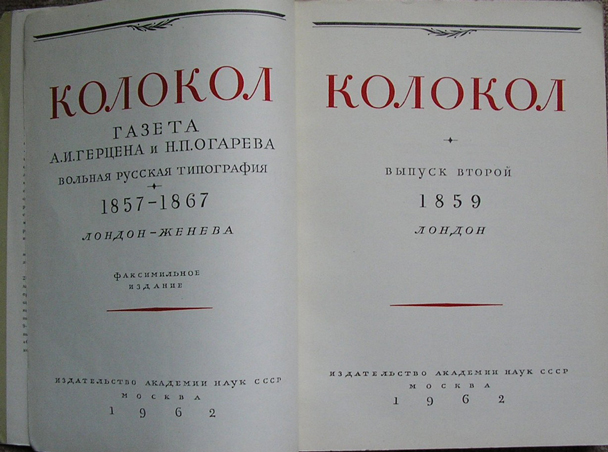 КОЛОКОЛ
ГАЗЕТА
А.И.ГЕРЦЕНА и Н.П.ОГАРЕВА
ВОЛЬНАЯ РУССКАЯ ТИПОГРАФИЯ
1857-1867
ЛОНДОН-ЖЕНЕВА
ФАКСИМИЛЬНОЕ
ИЗДАНИЕ
ИЗДАТЕЛЬСТВО АКАДЕМИИ НАУК СССР
МОСКВА
1962
КОЛОКОЛ
ВЫПУСК ВТОРОЙ
1859
ЛОНДОН
ИЗДАТЕЛЬСТВО АКАДЕМИИ НАУК СССР
МОСКВА
1962